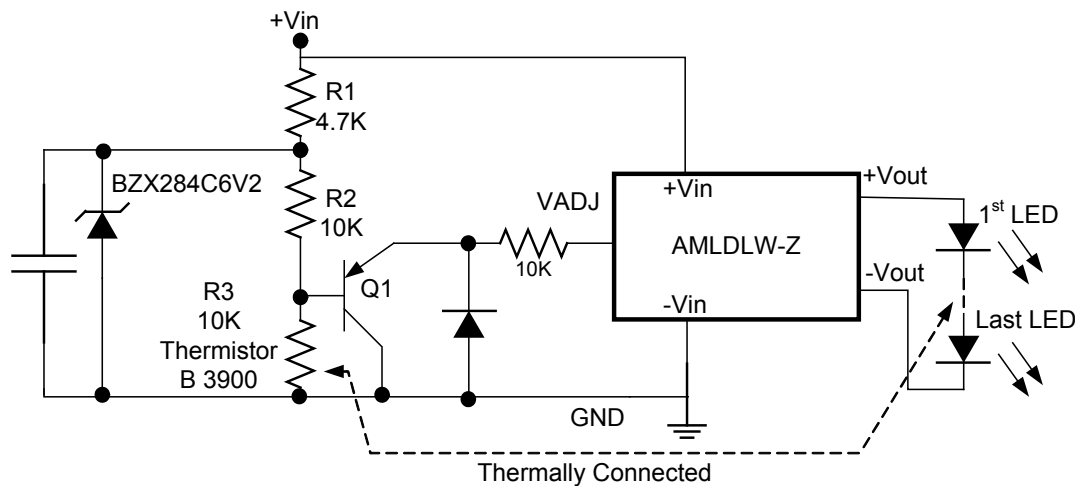 +Vin
R1
4.7K
BZX284C6V2
R2
10K
VADJ
10K
+Vin
AMLDLW-Z
-Vin
+Vout
1st LED
-Vout
Last LED
Q1
R3
10K
Thermistor
B 3900
GND
Thermally Connected